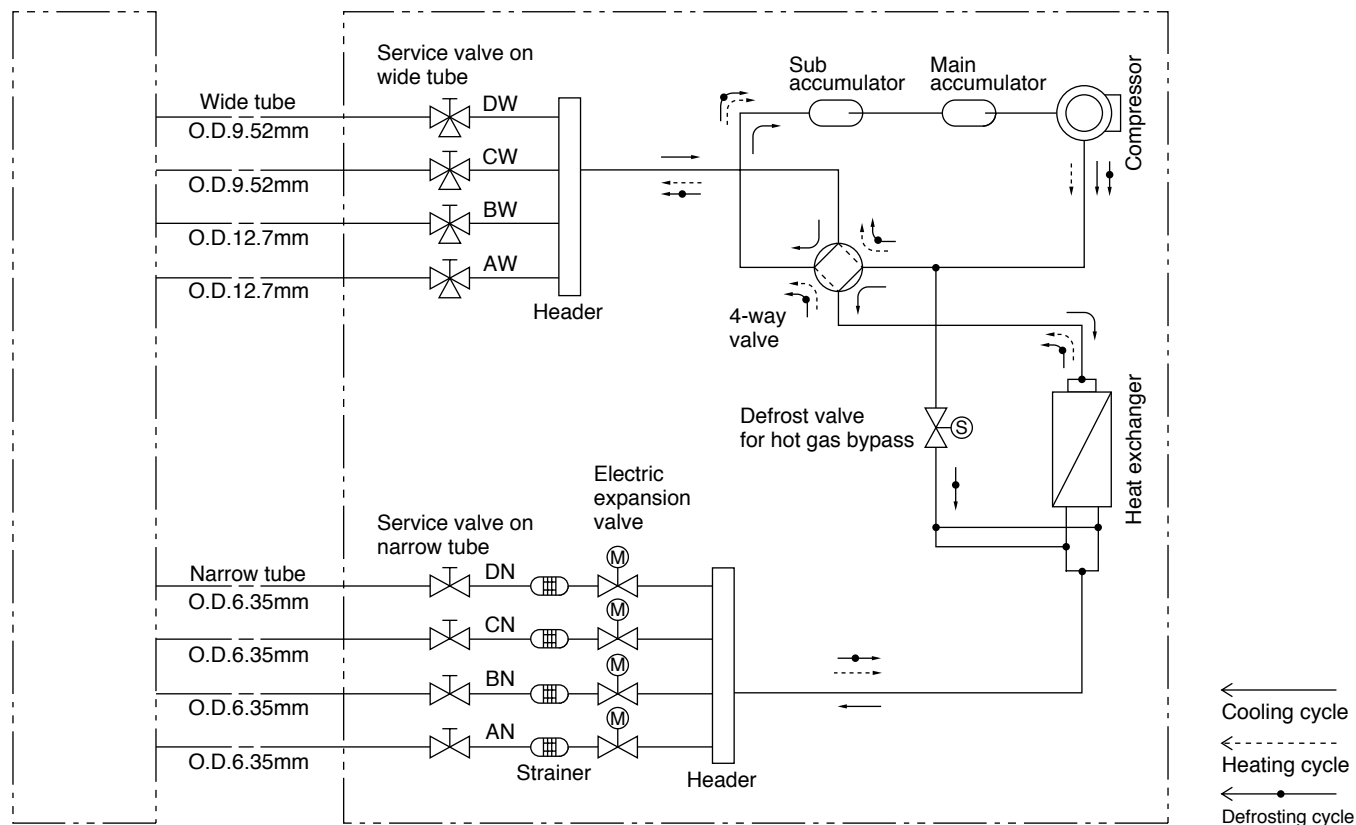 Service valve on
wide tube
Wide tube
O.D.9.52mm
DW
O.D.9.52mm
CW
O.D.12.7mm
BW
O.D.12.7mm
AW
Header
Sub
accumulator
Main
accumulator
Compressor
4-way
valve
Defrost valve
for hot gas bypass
S
Heat exchanger
Electric
expansion
valve
Service valve on
narrow tube
Narrow tube
O.D.6.35mm
DN
M
O.D.6.35mm
CN
M
O.D.6.35mm
BN
M
O.D.6.35mm
AN
M
Strainer
Header
Cooling cycle
Heating cycle
Defrosting cycle